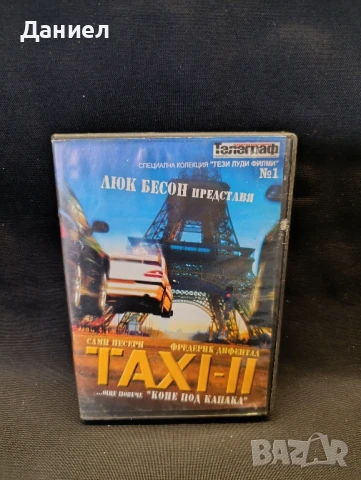 Даниел
Телеграф
СПЕЦИАЛНА КОЛЕКЦИЯ "ТЕЗИ ЛУДИ ФИЛМИ"
№1
ЛЮК БЕСОН ПРЕДСТАВЯ
САМИ НЕСЕРИ ФРЕДЕРИК ДИФЕНТАЛ
TAXI-II
...ОЩЕ ПОВЕЧЕ "КОНЕ ПОД КАПАКА"
BAZAR